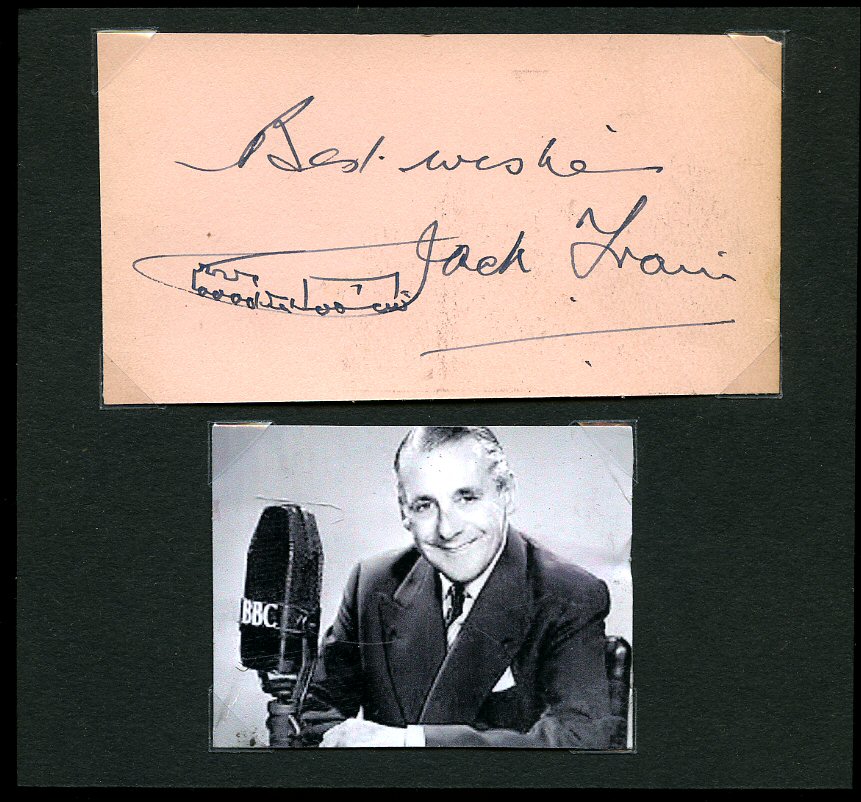 Best wishes
Jack Train
BBC